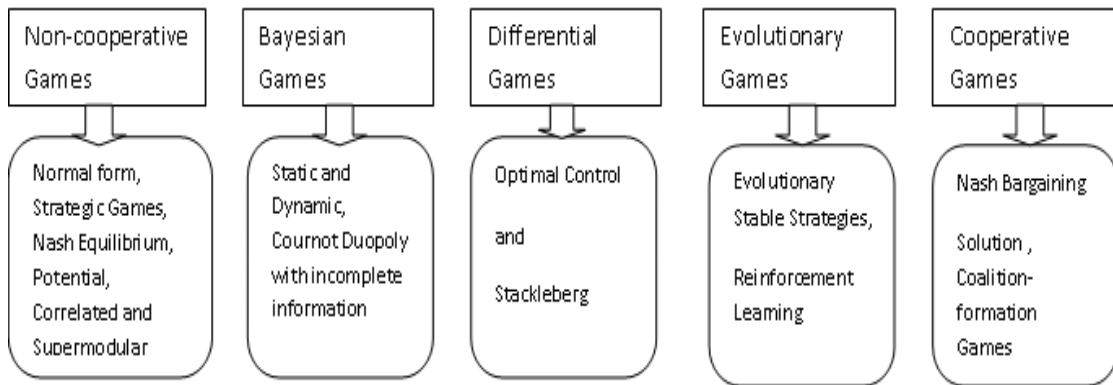 Non-cooperative
Games
Bayesian
Games
Differential
Games
Evolutionary
Games
Cooperative
Games
Normal form,
Strategic Games,
Nash Equilibrium,
Potential,
Correlated and
Supermodular
Static and
Dynamic,
Cournot Duopoly
with incomplete
information
Optimal Control
and
Stackleberg
Evolutionary
Stable Strategies,
Reinforcement
Learning
Nash Bargaining
Solution ,
Coalition-
formation
Games